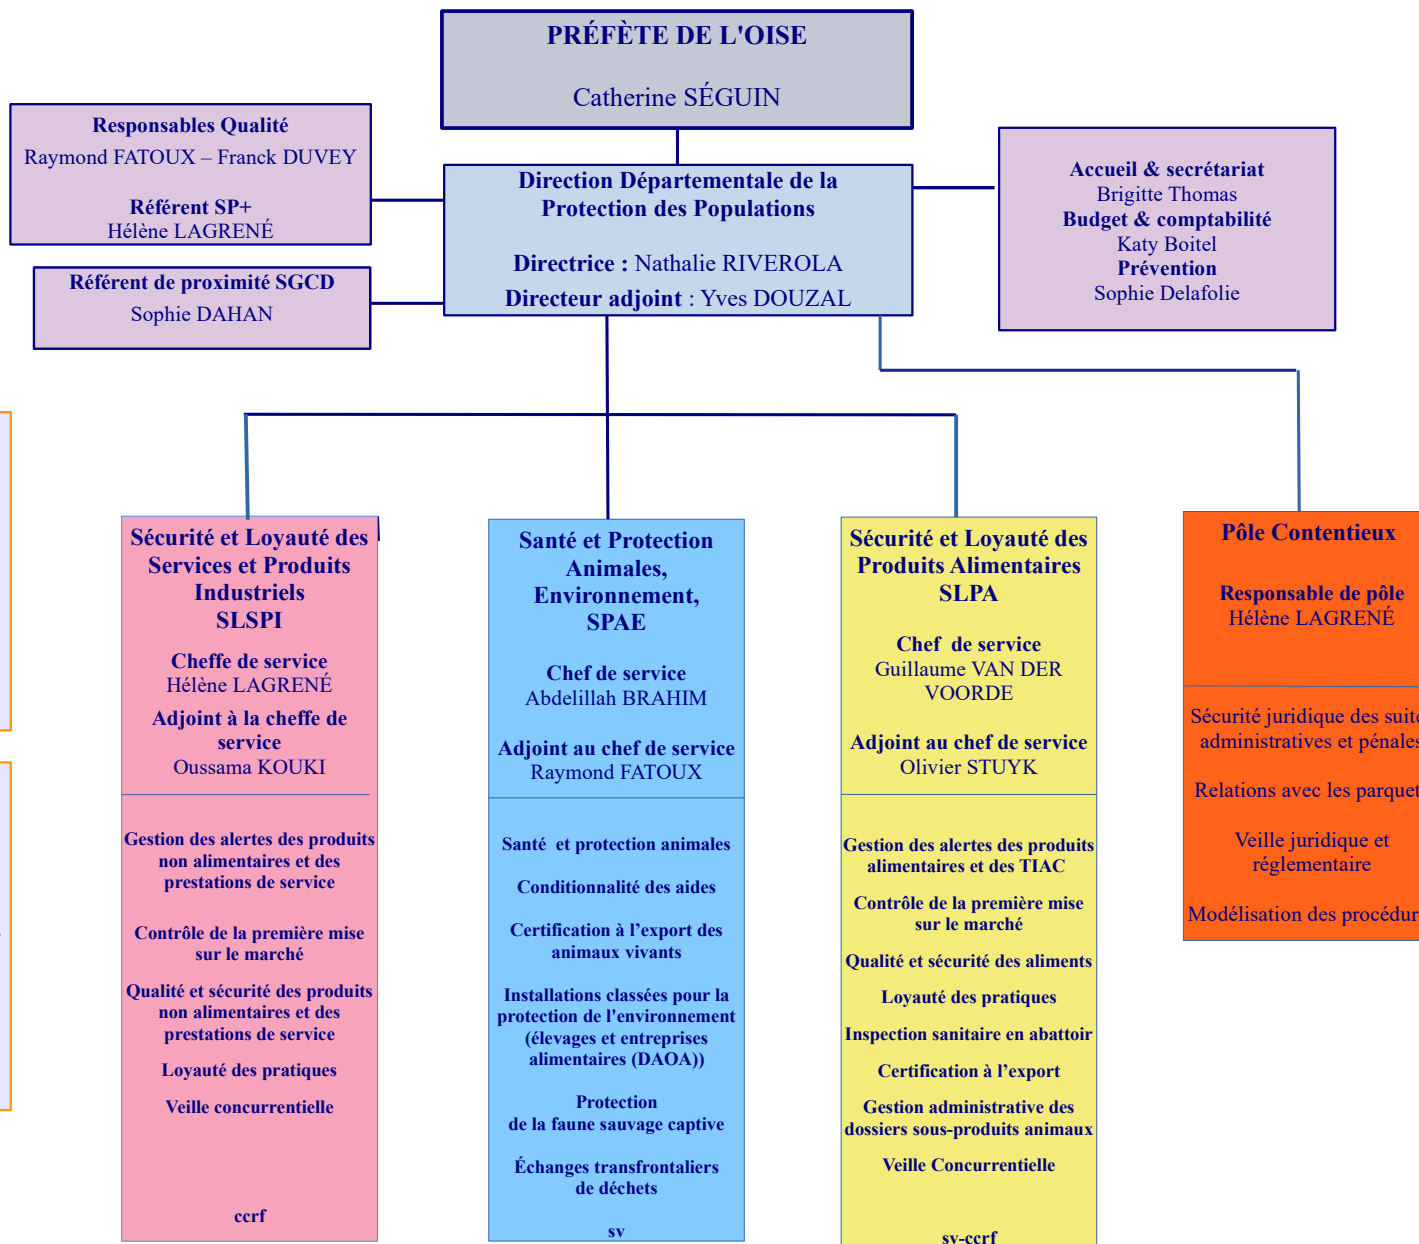 PRÉFÈTE DE L'OISE
Catherine SÉGUIN
Responsables Qualité
Raymond FATOUX – Franck DUVEY
Référent SP+
Hélène LAGRENÉ
Référent de proximité SGCD
Sophie DAHAN
Direction Départementale de la
Protection des Populations
Directrice : Nathalie RIVEROLA
Directeur adjoint : Yves DOUZAL
Accueil & secrétariat
Brigitte Thomas
Budget & comptabilité
Katy Boitel
Prévention
Sophie Delafolie
Sécurité et Loyauté des
Services et Produits
Industriels
SLSPI
Cheffe de service
Hélène LAGRENÉ
Adjoint à la cheffe de
service
Oussama KOUKI
Gestion des alertes des produits
non alimentaires et des
prestations de service
Contrôle de la première mise
sur le marché
Qualité et sécurité des produits
non alimentaires et des
prestations de service
Loyauté des pratiques
Veille concurrentielle
ccrf
Santé et Protection
Animales,
Environnement,
SPAE
Chef de service
Abdelillah BRAHIM
Adjoint au chef de service
Raymond FATOUX
Santé et protection animales
Conditionnalité des aides
Certification à l’export des
animaux vivants
Installations classées pour la
protection de l'environnement
(élevages et entreprises
alimentaires (DAOA))
Protection
de la faune sauvage captive
Échanges transfrontaliers
de déchets
sv
Sécurité et Loyauté des
Produits Alimentaires
SLPA
Chef de service
Guillaume VAN DER
VOORDE
Adjoint au chef de service
Olivier STUYK
Gestion des alertes des produits
alimentaires et des TIAC
Contrôle de la première mise
sur le marché
Qualité et sécurité des aliments
Loyauté des pratiques
Inspection sanitaire en abattoir
Certification à l’export
Gestion administrative des
dossiers sous-produits animaux
Veille Concurrentielle
sv-ccrf
Pôle Contentieux
Responsable de pôle
Hélène LAGRENÉ
Sécurité juridique des suite
administratives et pénales
Relations avec les parquet
Veille juridique et
réglementaire
Modélisation des procédur